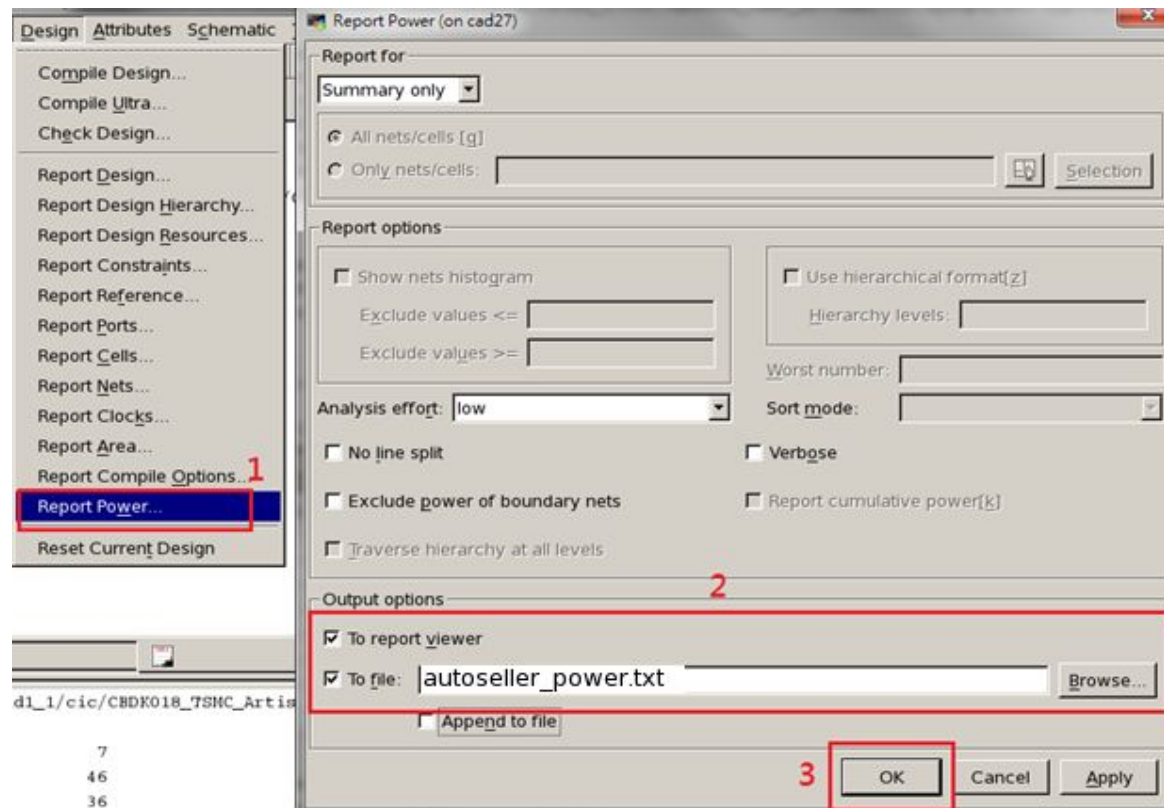 Design Attributes Schematic
Compile Design...
Compile Ultra...
Check Design...
Report Design...
Report Design Hierarchy...
Report Design Resources...
Report Constraints...
Report Reference...
Report Ports...
Report Cells...
Report Nets...
Report Clocks...
Report Area...
Report Compile Options...
1
Report Power...
Reset Current Design
d1_1/cic/CBDK018_TSMC_Artis
7
46
36
Report Power (on cad27)
Report for
Summary only
All nets/cells [q]
Only nets/cells:
Selection
Report options
Show nets histogram
Exclude values <=
Exclude values >=
Use hierarchical format[z]
Hierarchy levels:
Worst number:
Analysis effort: low
Sort mode:
No line split
Verbose
Exclude power of boundary nets
Report cumulative power[k]
Traverse hierarchy at all levels
2
Output options
To report viewer
To file: autoseller_power.txt Browse...
Append to file
3
OK Cancel Apply